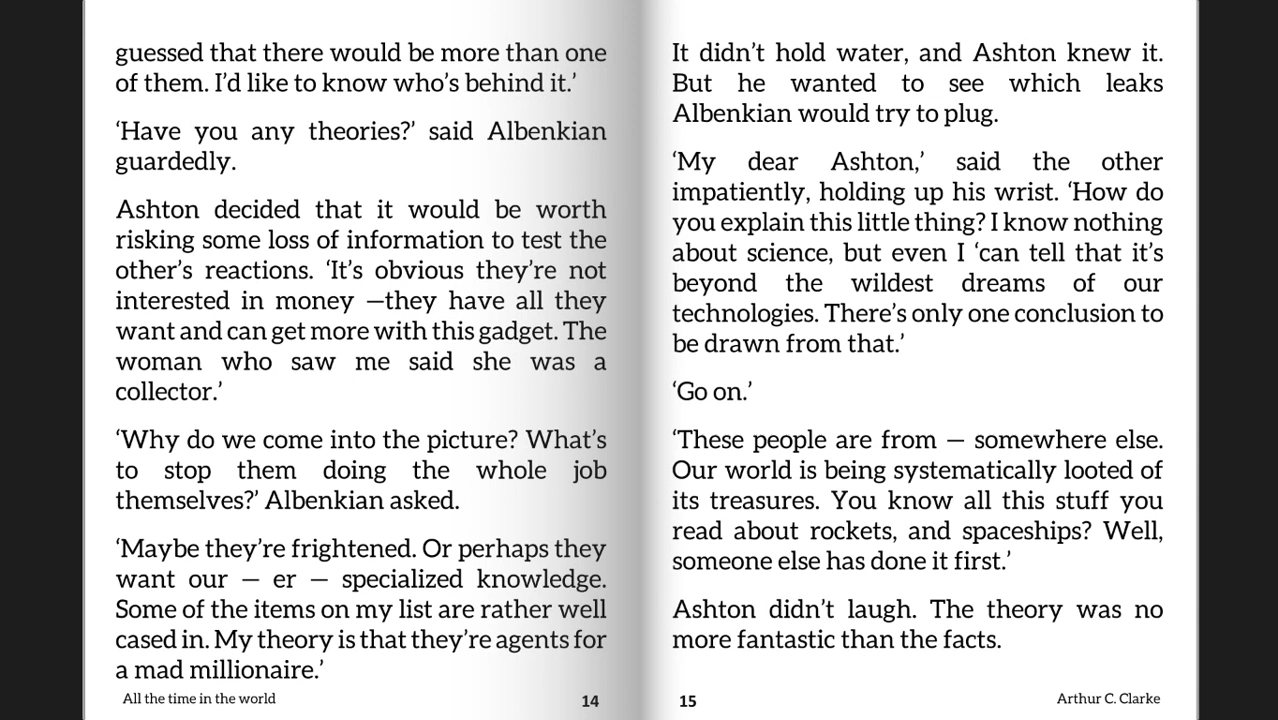 guessed that there would be more than one
of them. I’d like to know who’s behind it.’
‘Have you any theories?’ said Albenkian
guardedly.
Ashton decided that it would be worth
risking some loss of information to test the
other’s reactions. ‘It’s obvious they’re not
interested in money —they have all they
want and can get more with this gadget. The
woman who saw me said she was a
collector.’
‘Why do we come into the picture? What’s
to stop them doing the whole job
themselves?’ Albenkian asked.
‘Maybe they’re frightened. Or perhaps they
want our — er — specialized knowledge.
Some of the items on my list are rather well
cased in. My theory is that they’re agents for
a mad millionaire.’
All the time in the world
14
It didn’t hold water, and Ashton knew it.
But he wanted to see which leaks
Albenkian would try to plug.
‘My dear Ashton,’ said the other
impatiently, holding up his wrist. ‘How do
you explain this little thing? I know nothing
about science, but even I ‘can tell that it’s
beyond the wildest dreams of our
technologies. There’s only one conclusion to
be drawn from that.’
‘Go on.’
‘These people are from — somewhere else.
Our world is being systematically looted of
its treasures. You know all this stuff you
read about rockets, and spaceships? Well,
someone else has done it first.’
Ashton didn’t laugh. The theory was no
more fantastic than the facts.
15
Arthur C. Clarke